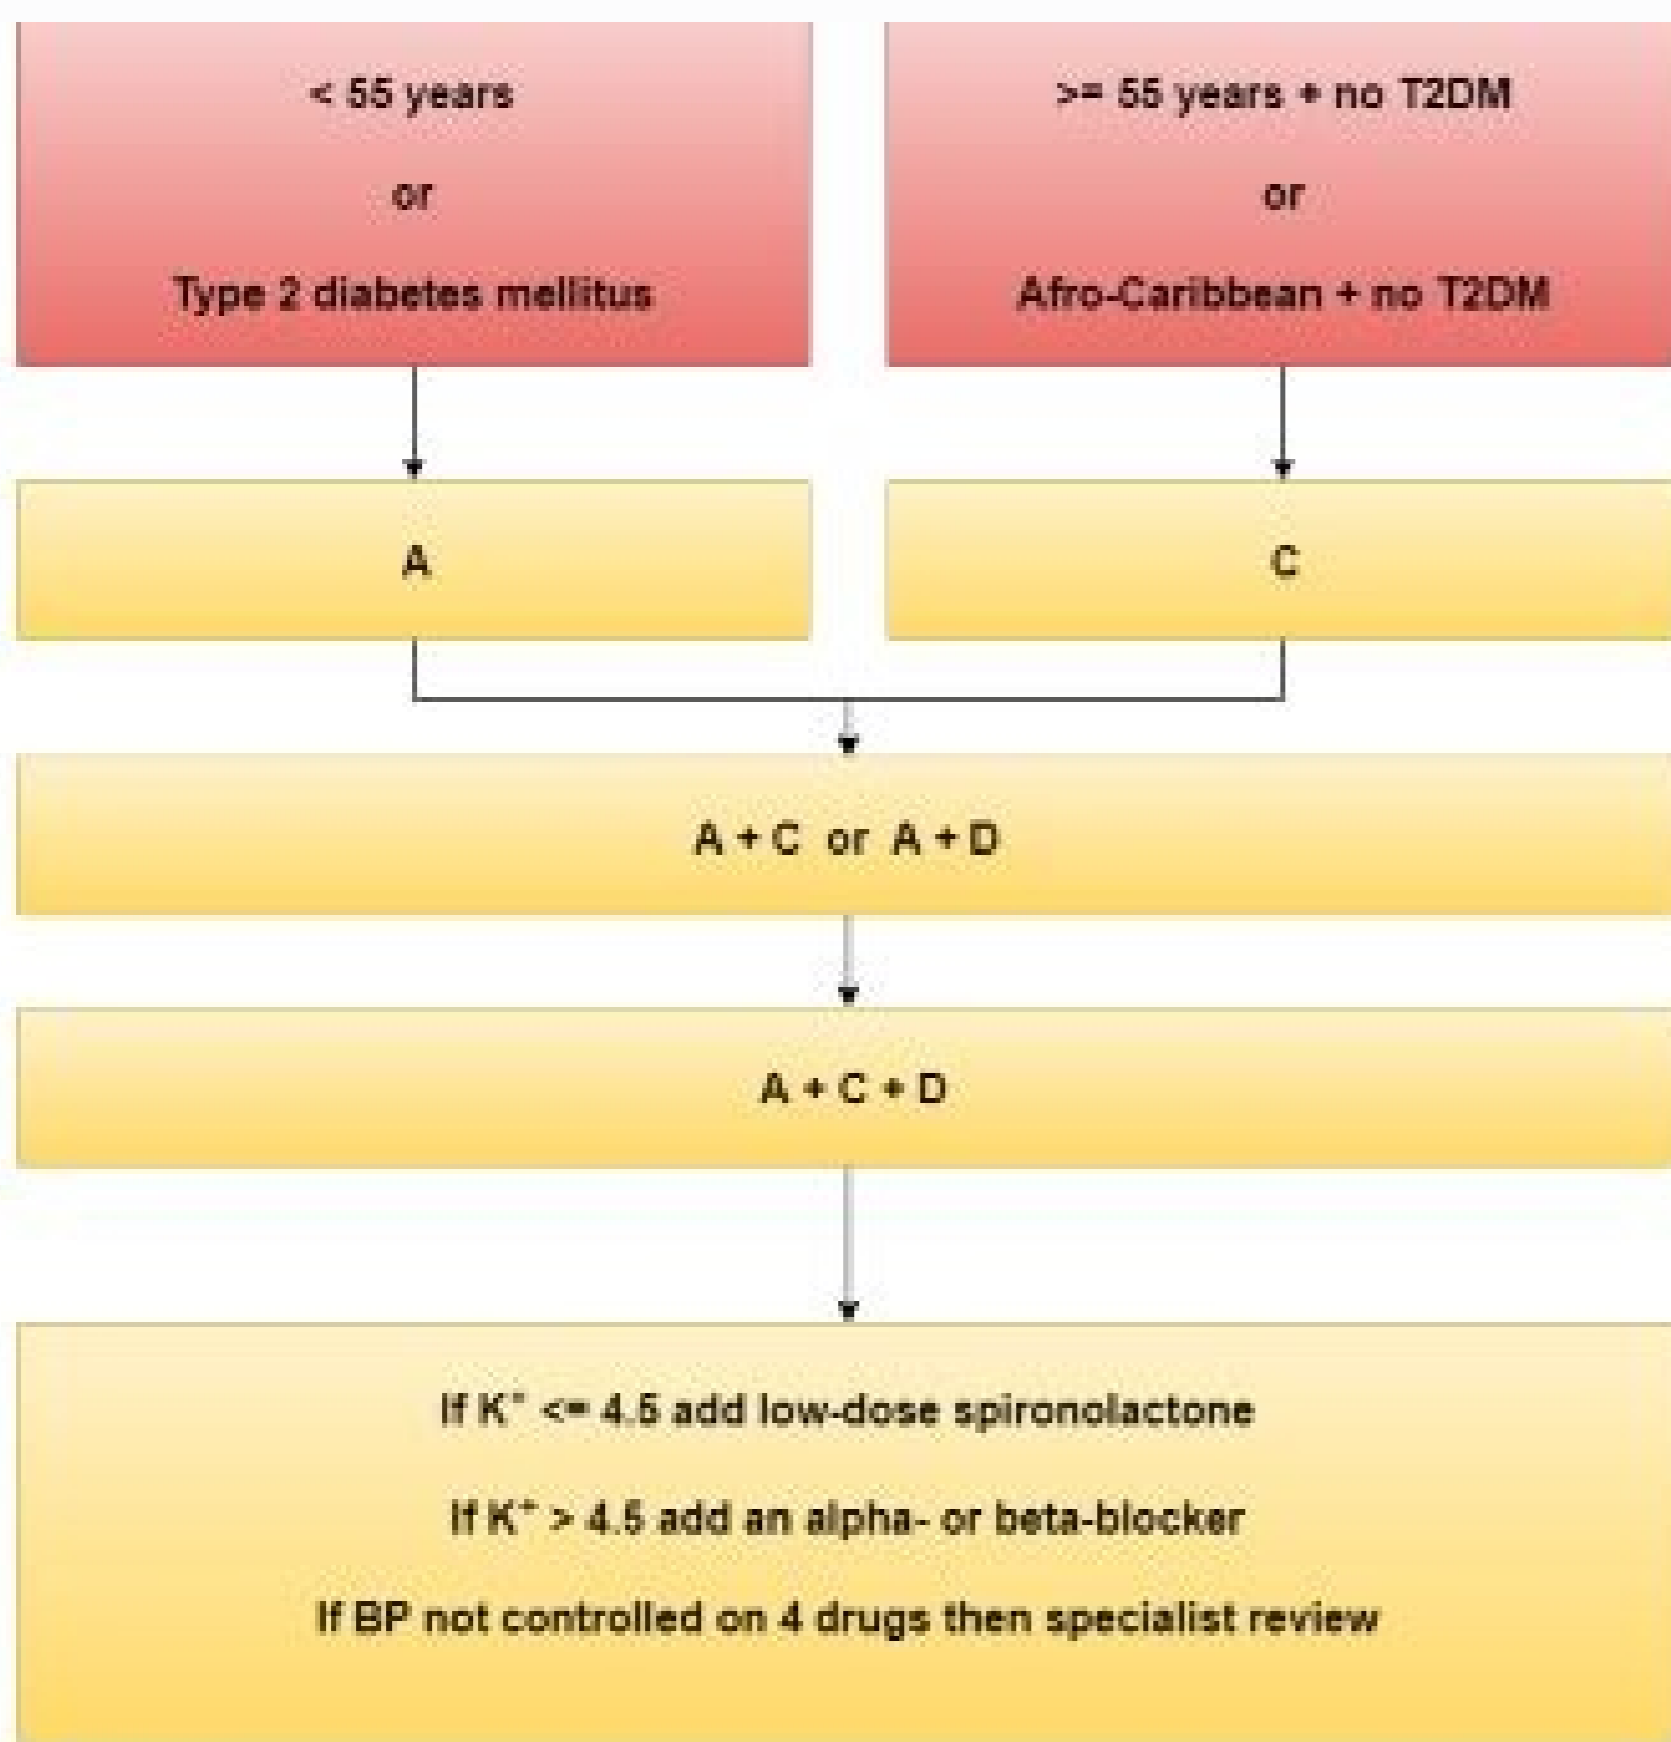 < 55 years
or
Type 2 diabetes mellitus
>= 55 years + no T2DM
or
Afro-Caribbean + no T2DM
A
C
A + C or A + D
A + C + D
If K⁺ <= 4.5 add low-dose spironolactone
If K⁺ > 4.5 add an alpha- or beta-blocker
If BP not controlled on 4 drugs then specialist review